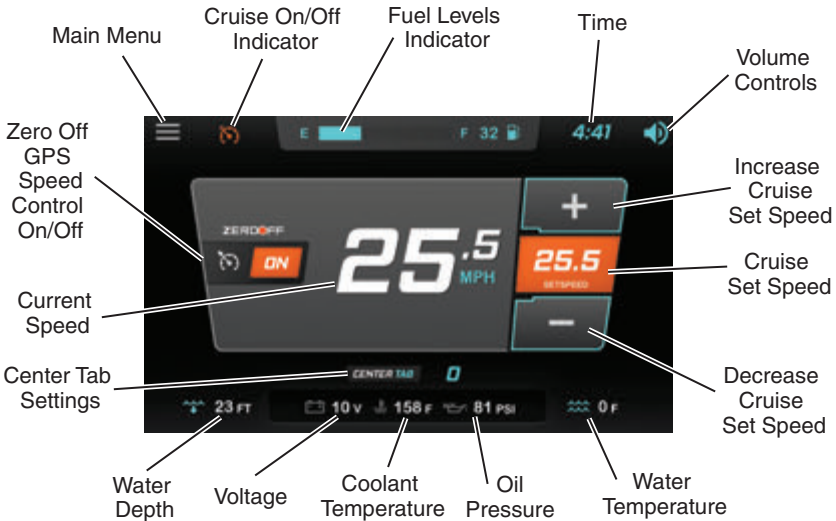 Cruise On/Off
Indicator
Fuel Levels
Indicator
Main Menu
Time
Volume
Controls
E F 32 4:41
Zero Off
GPS
Speed
Control
On/Off
Increase
Cruise
Set Speed
+
ZEROOFF
ON
25.5
MPH
25.5
SETSPEED
Cruise
Set Speed
Current
Speed
−
Center Tab
Settings
CENTER TAB 0
Decrease
Cruise
Set Speed
23 FT 10 V 158 F 81 PSI 0 F
Water
Depth
Voltage
Coolant
Temperature
Oil
Pressure
Water
Temperature